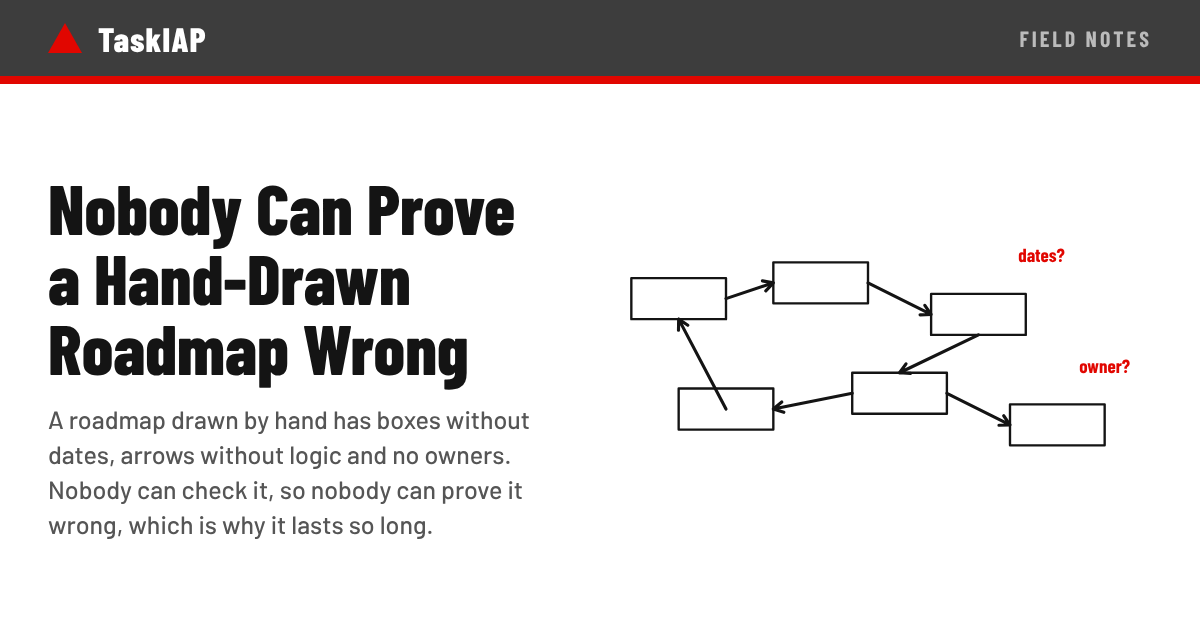 TaskIAP
FIELD NOTES
Nobody Can Prove
a Hand-Drawn
Roadmap Wrong
A roadmap drawn by hand has boxes without
dates, arrows without logic and no owners.
Nobody can check it, so nobody can prove it
wrong, which is why it lasts so long.
dates?
owner?